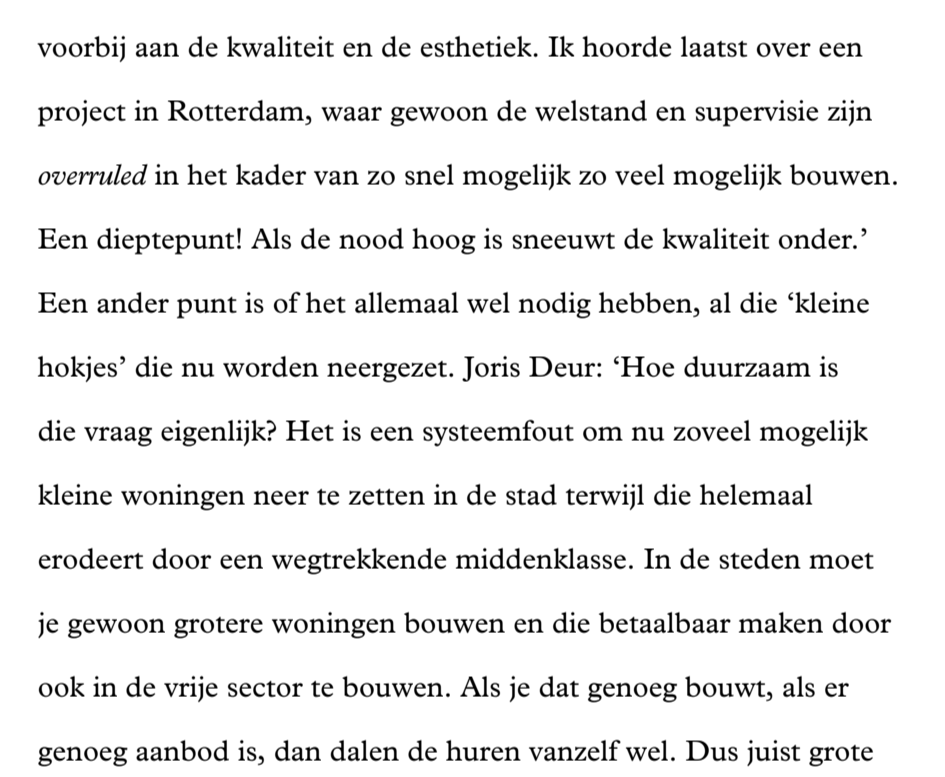 voorbij aan de kwaliteit en de esthetiek. Ik hoorde laatst over een
project in Rotterdam, waar gewoon de welstand en supervisie zijn
overruled in het kader van zo snel mogelijk zo veel mogelijk bouwen.
Een dieptepunt! Als de nood hoog is sneeuwt de kwaliteit onder.’
Een ander punt is of het allemaal wel nodig hebben, al die ‘kleine
hokjes’ die nu worden neergezet. Joris Deur: ‘Hoe duurzaam is
die vraag eigenlijk? Het is een systeemfout om nu zoveel mogelijk
kleine woningen neer te zetten in de stad terwijl die helemaal
erodeert door een wegtrekkende middenklasse. In de steden moet
je gewoon grotere woningen bouwen en die betaalbaar maken door
ook in de vrije sector te bouwen. Als je dat genoeg bouwt, als er
genoeg aanbod is, dan dalen de huren vanzelf wel. Dus juist grote